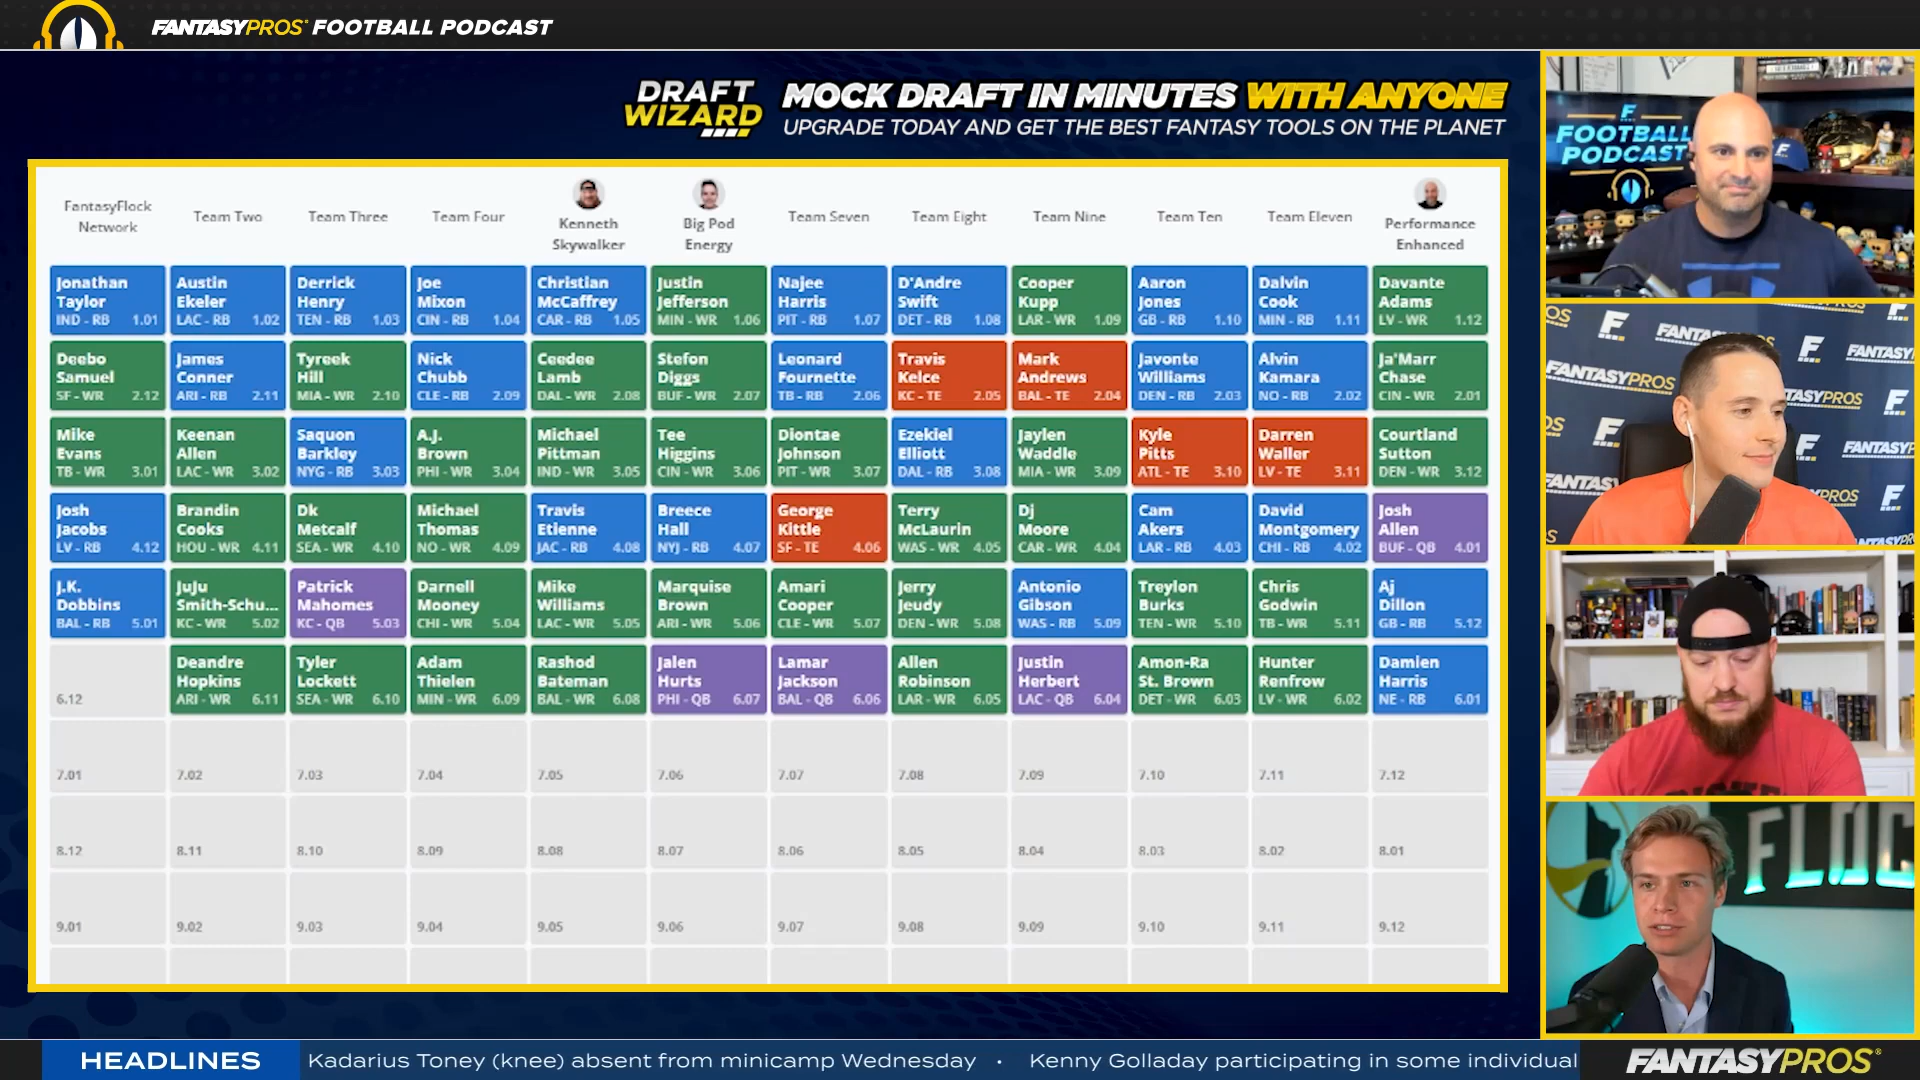 FANTASYPROS FOOTBALL PODCAST
DRAFT
WIZARD
MOCK DRAFT IN MINUTES WITH ANYONE
UPGRADE TODAY AND GET THE BEST FANTASY TOOLS ON THE PLANET
FantasyFlock Network
Team Two
Team Three
Team Four
Kenneth Skywalker
Big Pod Energy
Team Seven
Team Eight
Team Nine
Team Ten
Team Eleven
Performance Enhanced
Jonathan Taylor IND - RB 1.01
Austin Ekeler LAC - RB 1.02
Derrick Henry TEN - RB 1.03
Joe Mixon CIN - RB 1.04
Christian McCaffrey CAR - RB 1.05
Justin Jefferson MIN - WR 1.06
Najee Harris PIT - RB 1.07
D'Andre Swift DET - RB 1.08
Cooper Kupp LAR - WR 1.09
Aaron Jones GB - RB 1.10
Dalvin Cook MIN - RB 1.11
Davante Adams LV - WR 1.12
Deebo Samuel SF - WR 2.12
James Conner ARI - RB 2.11
Tyreek Hill MIA - WR 2.10
Nick Chubb CLE - RB 2.09
Ceedee Lamb DAL - WR 2.08
Stefon Diggs BUF - WR 2.07
Leonard Fournette TB - RB 2.06
Travis Kelce KC - TE 2.05
Mark Andrews BAL - TE 2.04
Javonte Williams DEN - RB 2.03
Alvin Kamara NO - RB 2.02
Ja'Marr Chase CIN - WR 2.01
Mike Evans TB - WR 3.01
Keenan Allen LAC - WR 3.02
Saquon Barkley NYG - RB 3.03
A.J. Brown PHI - WR 3.04
Michael Pittman IND - WR 3.05
Tee Higgins CIN - WR 3.06
Diontae Johnson PIT - WR 3.07
Ezekiel Elliott DAL - RB 3.08
Jaylen Waddle MIA - WR 3.09
Kyle Pitts ATL - TE 3.10
Darren Waller LV - TE 3.11
Courtland Sutton DEN - WR 3.12
Josh Jacobs LV - RB 4.12
Brandin Cooks HOU - WR 4.11
Dk Metcalf SEA - WR 4.10
Michael Thomas NO - WR 4.09
Travis Etienne JAC - RB 4.08
Breece Hall NYJ - RB 4.07
George Kittle SF - TE 4.06
Terry McLaurin WAS - WR 4.05
Dj Moore CAR - WR 4.04
Cam Akers LAR - RB 4.03
David Montgomery CHI - RB 4.02
Josh Allen BUF - QB 4.01
J.K. Dobbins BAL - RB 5.01
JuJu Smith-Schu... KC - WR 5.02
Patrick Mahomes KC - QB 5.03
Darnell Mooney CHI - WR 5.04
Mike Williams LAC - WR 5.05
Marquise Brown ARI - WR 5.06
Amari Cooper CLE - WR 5.07
Jerry Jeudy DEN - WR 5.08
Antonio Gibson WAS - RB 5.09
Treylon Burks TEN - WR 5.10
Chris Godwin TB - WR 5.11
Aj Dillon GB - RB 5.12
6.12
Deandre Hopkins ARI - WR 6.11
Tyler Lockett SEA - WR 6.10
Adam Thielen MIN - WR 6.09
Rashod Bateman BAL - WR 6.08
Jalen Hurts PHI - QB 6.07
Lamar Jackson BAL - QB 6.06
Allen Robinson LAR - WR 6.05
Justin Herbert LAC - QB 6.04
Amon-Ra St. Brown DET - WR 6.03
Hunter Renfrow LV - WR 6.02
Damien Harris NE - RB 6.01
7.01 7.02 7.03 7.04 7.05 7.06 7.07 7.08 7.09 7.10 7.11 7.12
8.12 8.11 8.10 8.09 8.08 8.07 8.06 8.05 8.04 8.03 8.02 8.01
9.01 9.02 9.03 9.04 9.05 9.06 9.07 9.08 9.09 9.10 9.11 9.12
FOOTBALL
PODCAST
FANTASYPROS
FLOC
HEADLINES
Kadarius Toney (knee) absent from minicamp Wednesday • Kenny Golladay participating in some individual
FANTASYPROS